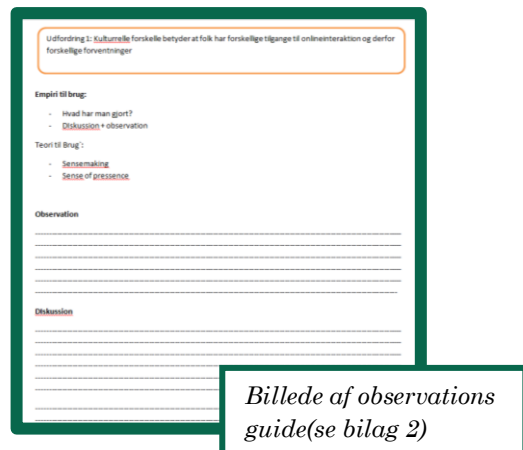 Udfordring 1: Kulturrelle forskelle betyder at folk har forskellige tilgange til onlineinteraktion og derfor
forskellige forventninger
Empiri til brug:
- Hvad har man gjort?
- DIskussion + observation
Teori til Brug´:
- Sensemaking
- Sense of pressence
Observation
DIskussion
Billede af observations
guide(se bilag 2)